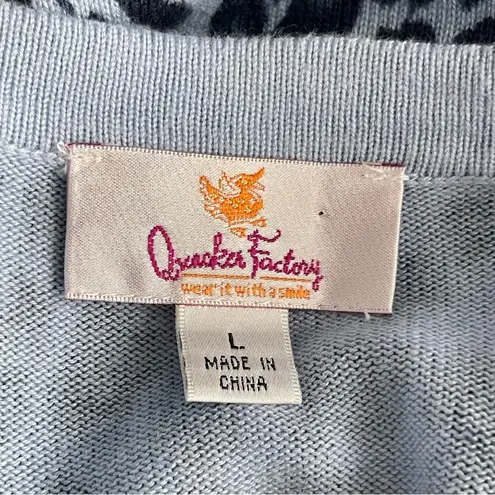 Quacker Factory
wear it with a smile
L.
MADE IN
CHINA